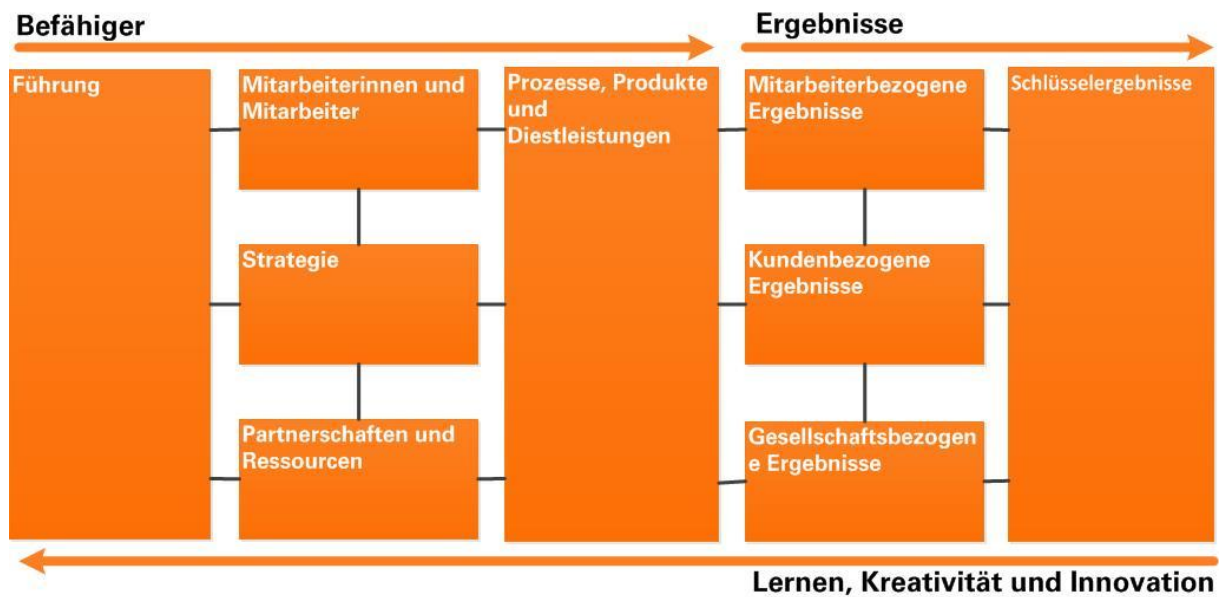 Befähiger
Ergebnisse
Führung
Mitarbeiterinnen und
Mitarbeiter
Strategie
Partnerschaften und
Ressourcen
Prozesse, Produkte
und
Diestleistungen
Mitarbeiterbezogene
Ergebnisse
Kundenbezogene
Ergebnisse
Gesellschaftsbezogen
e Ergebnisse
Schlüsselergebnisse
Lernen, Kreativität und Innovation